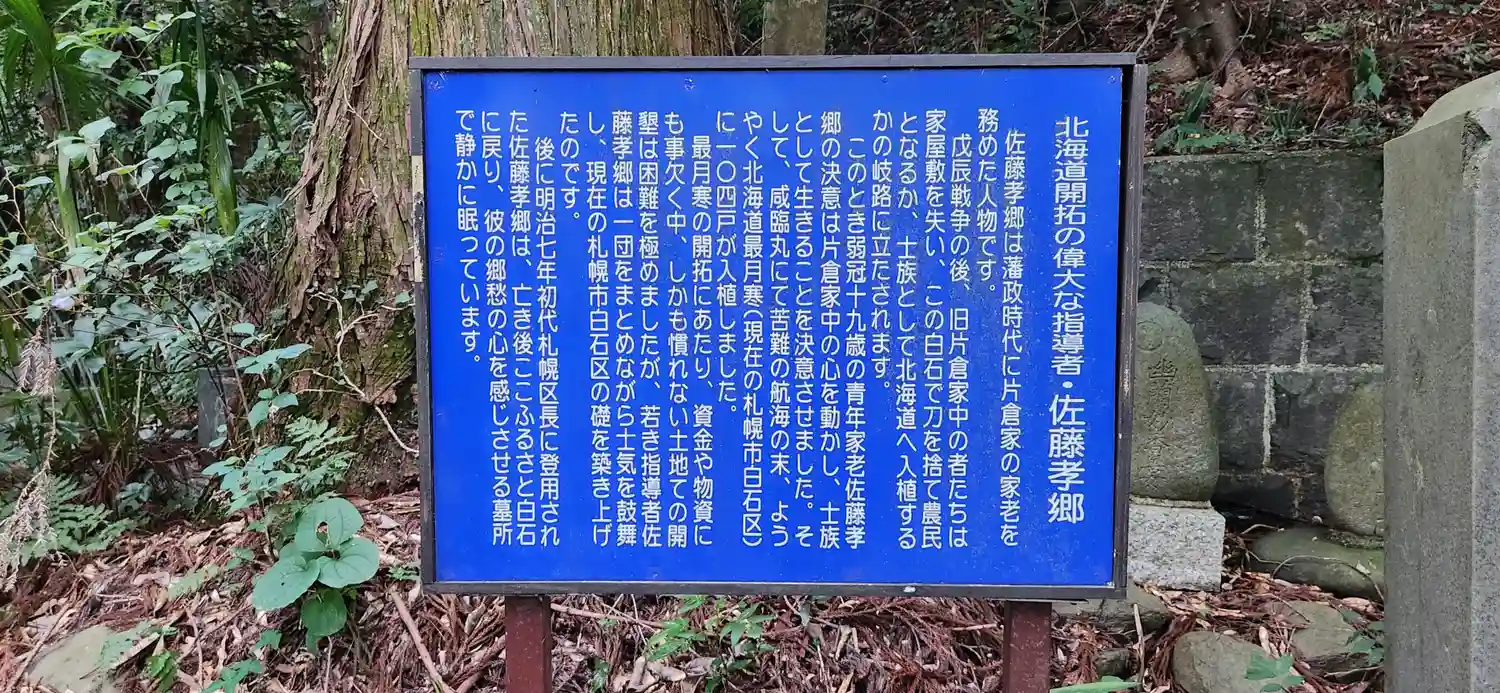 北海道開拓の偉大な指導者・佐藤孝郷
佐藤孝郷は藩政時代に片倉家の家老を
務めた人物です。
戊辰戦争の後、旧片倉家中の者たちは
家屋敷を失い、この白石で刀を捨て農民
となるか、士族として北海道へ入植する
かの岐路に立たされます。
このとき弱冠十九歳の青年家老佐藤孝
郷の決意は片倉家中の心を動かし、士族
として生きることを決意させました。そ
して、咸臨丸にて苦難の航海の末、よう
やく北海道最月寒(現在の札幌市白石区)
に一〇四戸が入植しました。
最月寒の開拓にあたり、資金や物資に
も事欠く中、しかも慣れない土地での開
墾は困難を極めましたが、若き指導者佐
藤孝郷は一団をまとめながら士気を鼓舞
し、現在の札幌市白石区の礎を築き上げ
たのです。
後に明治七年初代札幌区長に登用され
た佐藤孝郷は、亡き後ここふるさと白石
に戻り、彼の郷愁の心を感じさせる墓所
で静かに眠っています。